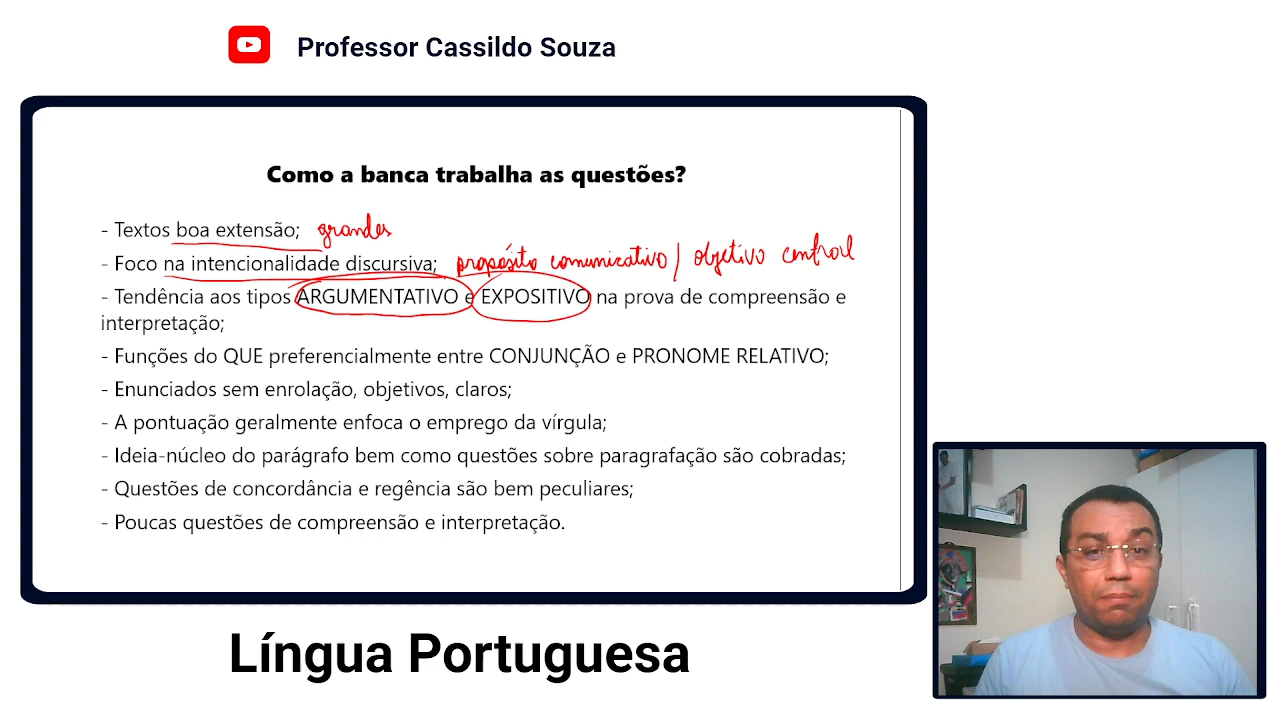 Professor Cassildo Souza
Como a banca trabalha as questões?
- Textos boa extensão; grandes
- Foco na intencionalidade discursiva; propósito comunicativo / objetivo central
- Tendência aos tipos ARGUMENTATIVO e EXPOSITIVO na prova de compreensão e
interpretação;
- Funções do QUE preferencialmente entre CONJUNÇÃO e PRONOME RELATIVO;
- Enunciados sem enrolação, objetivos, claros;
- A pontuação geralmente enfoca o emprego da vírgula;
- Ideia-núcleo do parágrafo bem como questões sobre paragrafação são cobradas;
- Questões de concordância e regência são bem peculiares;
- Poucas questões de compreensão e interpretação.
Língua Portuguesa